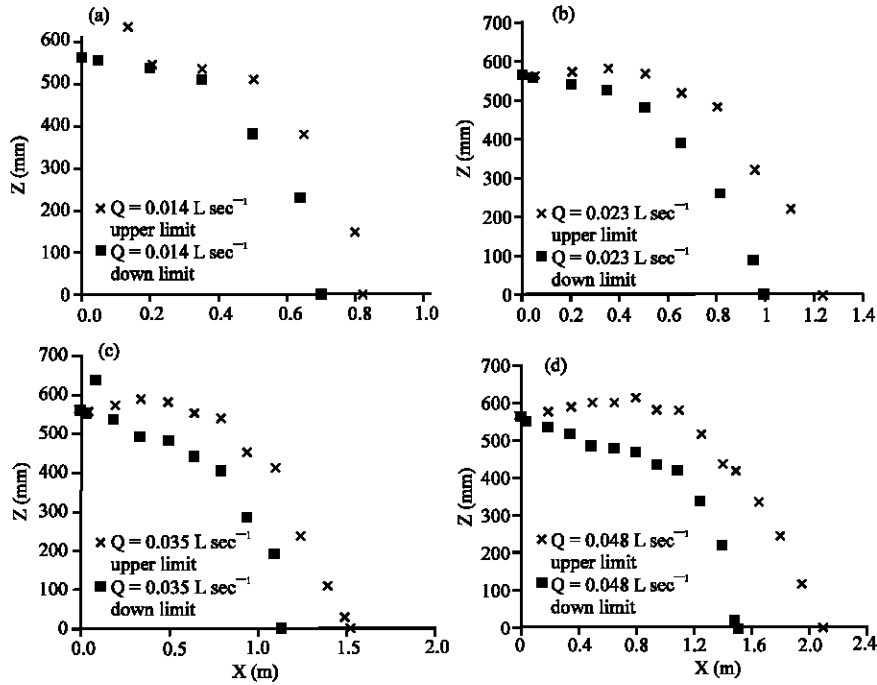 (a)
600
500
400
300
200
100
0
Z (mm)
× Q = 0.014 L sec⁻¹
upper limit
■ Q = 0.014 L sec⁻¹
down limit
0.0 0.2 0.4 0.6 0.8 1.0
(b)
700
600
500
400
300
200
100
0
Z (mm)
× Q = 0.023 L sec⁻¹
upper limit
■ Q = 0.023 L sec⁻¹
down limit
0.0 0.2 0.4 0.6 0.8 1 1.2 1.4
(c)
700
600
500
400
300
200
100
0
Z (mm)
× Q = 0.035 L sec⁻¹
upper limit
■ Q = 0.035 L sec⁻¹
down limit
0.0 0.5 1.0 1.5 2.0
X (m)
(d)
700
600
500
400
300
200
100
0
Z (mm)
× Q = 0.048 L sec⁻¹
upper limit
■ Q = 0.048 L sec⁻¹
down limit
0.0 0.4 0.8 1.2 1.6 2.0 2.4
X (m)